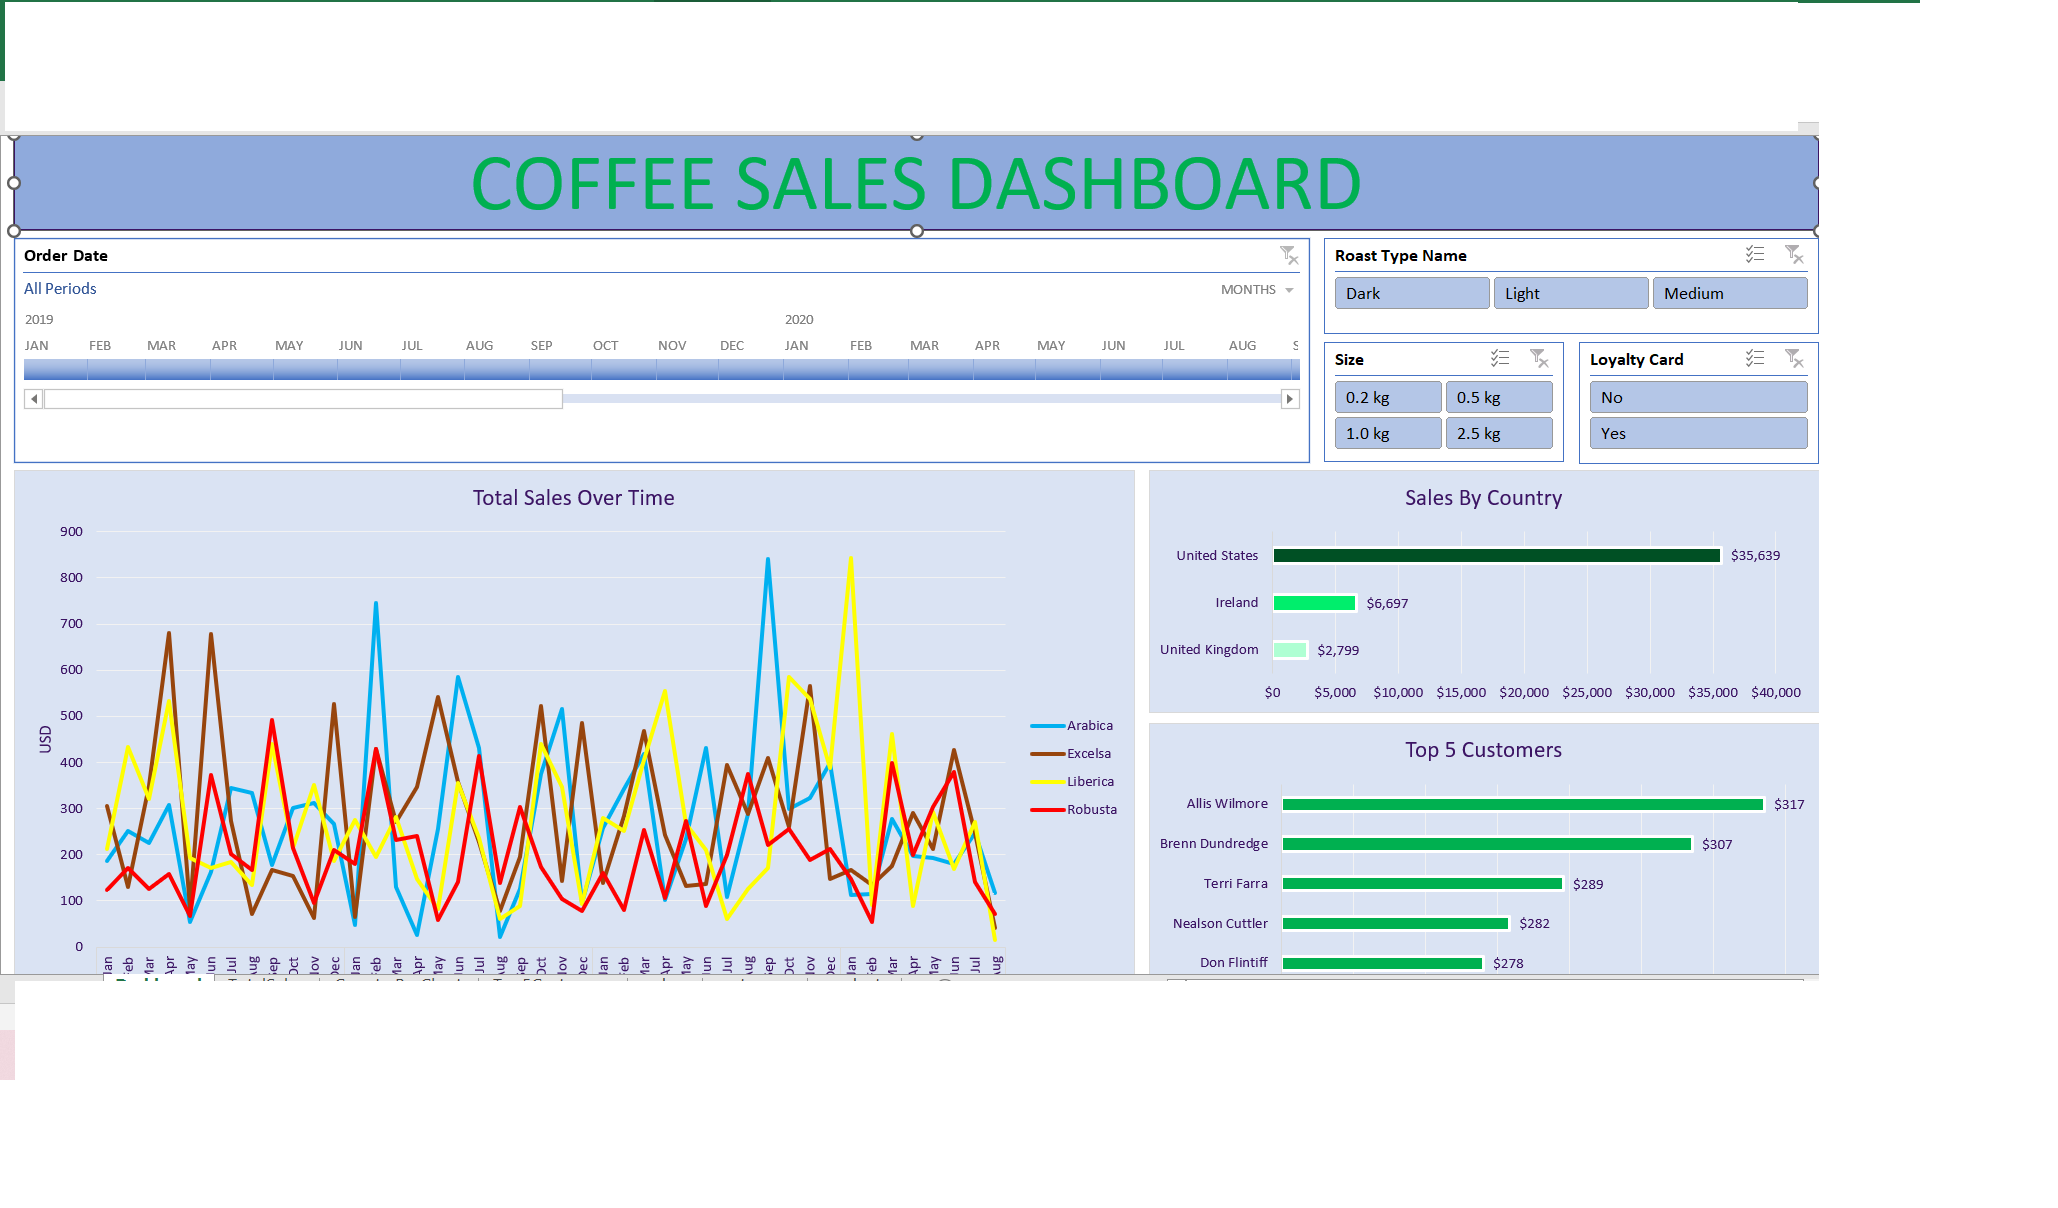 COFFEE SALES DASHBOARD
Order Date
All Periods
MONTHS
2019 2020
JAN FEB MAR APR MAY JUN JUL AUG SEP OCT NOV DEC JAN FEB MAR APR MAY JUN JUL AUG
Roast Type Name
Dark Light Medium
Size
0.2 kg 0.5 kg
1.0 kg 2.5 kg
Loyalty Card
No
Yes
Total Sales Over Time
900
800
700
600
500
400
300
200
100
0
USD
Arabica
Excelsa
Liberica
Robusta
Jan Feb Mar Apr May Jun Jul Aug Sep Oct Nov Dec Jan Feb Mar Apr May Jun Jul Aug Sep Oct Nov Dec Jan Feb Mar Apr May Jun Jul Aug Sep Oct Nov Dec Jan Feb Mar Apr May Jun Jul Aug
Sales By Country
United States $35,639
Ireland $6,697
United Kingdom $2,799
$0 $5,000 $10,000 $15,000 $20,000 $25,000 $30,000 $35,000 $40,000
Top 5 Customers
Allis Wilmore $317
Brenn Dundredge $307
Terri Farra $289
Nealson Cuttler $282
Don Flintiff $278